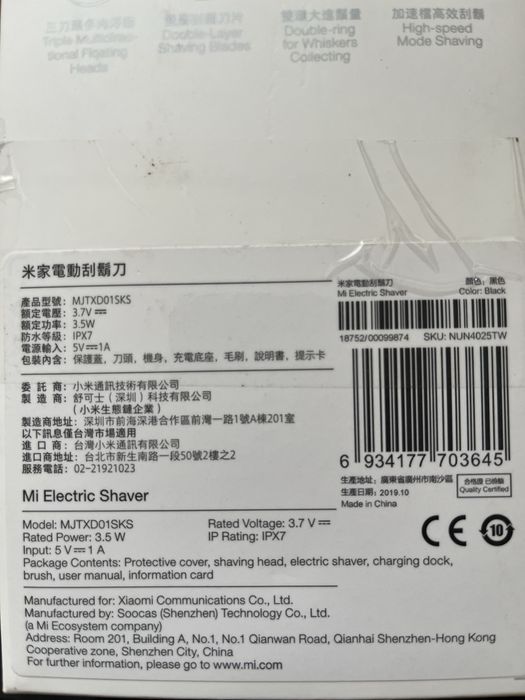 三刀頭多向浮動
Triple Multidirec-
tional Floating
Heads
雙層剃鬚刀片
Double-Layer
Shaving Blades
雙環大進鬚量
Double-ring
for Whiskers
Collecting
加速檔高效刮鬍
High-speed
Mode Shaving
米家電動刮鬍刀
產品型號: MJTXD01SKS
額定電壓: 3.7V⎓
額定功率: 3.5W
防水等級: IPX7
電源輸入: 5V⎓1A
包裝內含: 保護蓋, 刀頭, 機身, 充電底座, 毛刷, 說明書, 提示卡
委 託 商: 小米通訊技術有限公司
製 造 商: 舒可士（深圳）科技有限公司
（小米生態鏈企業）
製造商地址: 深圳市前海深港合作區前灣一路1號A棟201室
以下訊息僅台灣市場適用
進 口 商: 台灣小米通訊有限公司
進口商地址: 台北市新生南路一段50號2樓之2
服務電話: 02-21921023
米家電動刮鬍刀
Mi Electric Shaver
顏色: 黑色
Color: Black
18752/00099874 SKU: NUN4025TW
6 934177 703645
生產地址: 廣東省廣州市南沙區
生產日期: 2019.10
Made in China
合格證 已檢驗
Quality Certified
CE
10
Mi Electric Shaver
Model: MJTXD01SKS
Rated Voltage: 3.7 V⎓
Rated Power: 3.5 W
IP Rating: IPX7
Input: 5 V⎓1 A
Package Contents: Protective cover, shaving head, electric shaver, charging dock,
brush, user manual, information card
Manufactured for: Xiaomi Communications Co., Ltd.
Manufactured by: Soocas (Shenzhen) Technology Co., Ltd.
(a Mi Ecosystem company)
Address: Room 201, Building A, No.1, No.1 Qianwan Road, Qianhai Shenzhen-Hong Kong
Cooperative zone, Shenzhen City, China
For further information, please go to www.mi.com